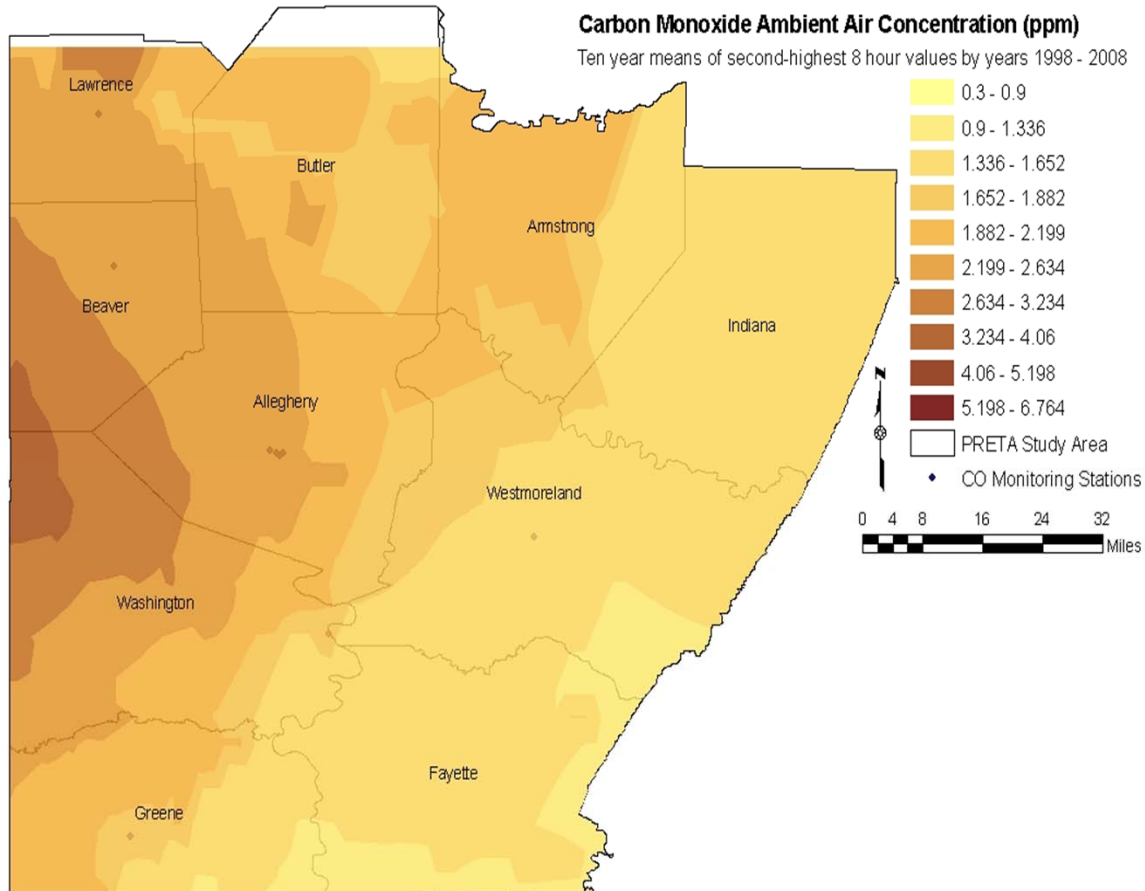 Carbon Monoxide Ambient Air Concentration (ppm)
Ten year means of second-highest 8 hour values by years 1998 - 2008
0.3 - 0.9
0.9 - 1.336
1.336 - 1.652
1.652 - 1.882
1.882 - 2.199
2.199 - 2.634
2.634 - 3.234
3.234 - 4.06
4.06 - 5.198
5.198 - 6.764
PRETA Study Area
CO Monitoring Stations
N
0 4 8 16 24 32
Miles
Lawrence
Butler
Armstrong
Beaver
Indiana
Allegheny
Westmoreland
Washington
Fayette
Greene